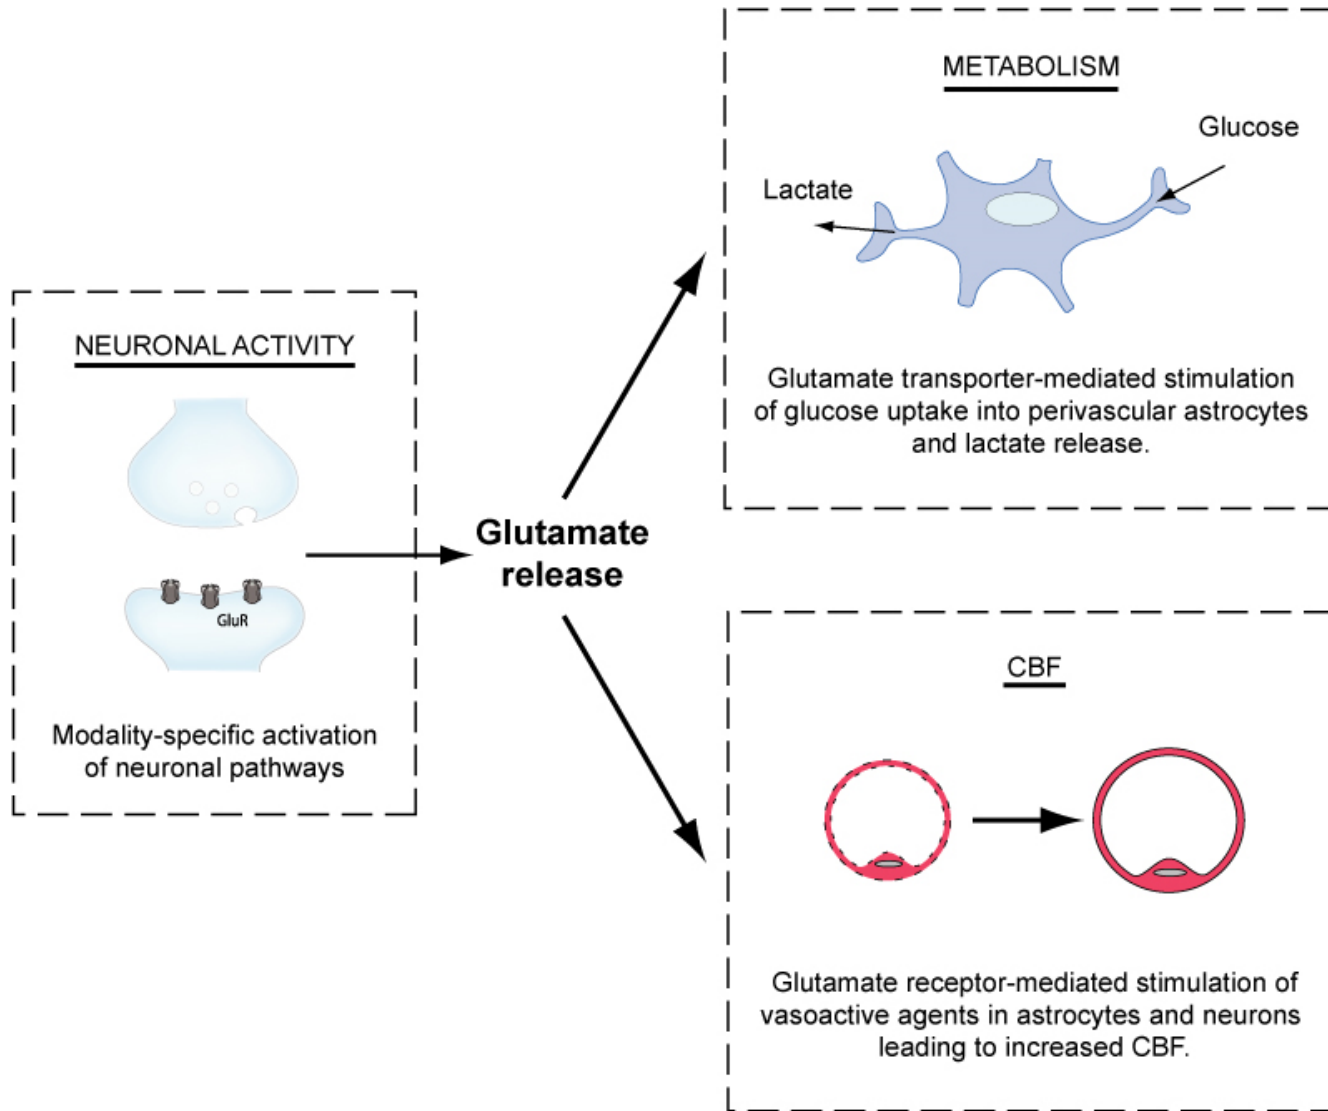 NEURONAL ACTIVITY
GluR
Modality-specific activation
of neuronal pathways
Glutamate
release
METABOLISM
Glucose
Lactate
Glutamate transporter-mediated stimulation
of glucose uptake into perivascular astrocytes
and lactate release.
CBF
Glutamate receptor-mediated stimulation of
vasoactive agents in astrocytes and neurons
leading to increased CBF.